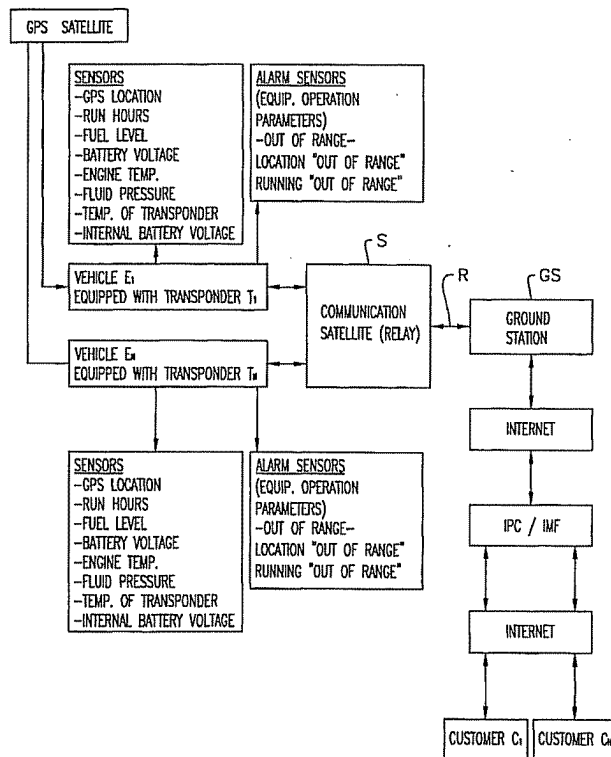 GPS SATELLITE
SENSORS
-GPS LOCATION
-RUN HOURS
-FUEL LEVEL
-BATTERY VOLTAGE
-ENGINE TEMP.
-FLUID PRESSURE
-TEMP. OF TRANSPONDER
-INTERNAL BATTERY VOLTAGE
ALARM SENSORS
(EQUIP. OPERATION
PARAMETERS)
-OUT OF RANGE-
LOCATION "OUT OF RANGE"
RUNNING "OUT OF RANGE"
VEHICLE E1
EQUIPPED WITH TRANSPONDER T1
S
COMMUNICATION
SATELLITE (RELAY)
R
GS
GROUND
STATION
VEHICLE EN
EQUIPPED WITH TRANSPONDER TN
INTERNET
SENSORS
-GPS LOCATION
-RUN HOURS
-FUEL LEVEL
-BATTERY VOLTAGE
-ENGINE TEMP.
-FLUID PRESSURE
-TEMP. OF TRANSPONDER
-INTERNAL BATTERY VOLTAGE
ALARM SENSORS
(EQUIP. OPERATION
PARAMETERS)
-OUT OF RANGE-
LOCATION "OUT OF RANGE"
RUNNING "OUT OF RANGE"
IPC / IMF
INTERNET
CUSTOMER C1
CUSTOMER CN